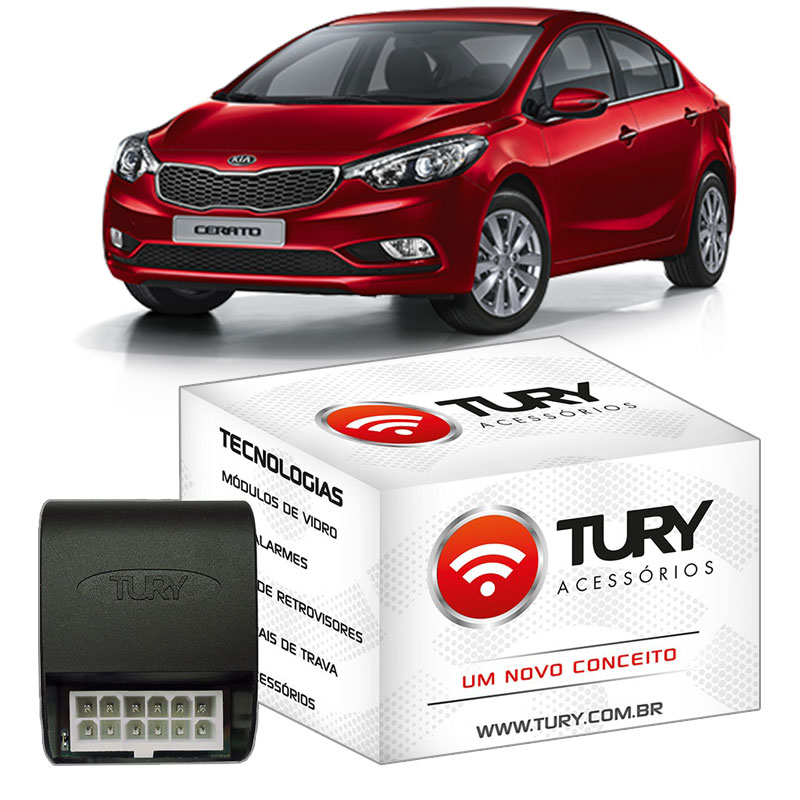 KIA
CERATO
TURY
ACESSÓRIOS
TECNOLOGIAS
MÓDULOS DE VIDRO
ALARMES
DE RETROVISORES
AIS DE TRAVA
ESSÓRIOS
TURY
ACESSÓRIOS
UM NOVO CONCEITO
WWW.TURY.COM.BR
TURY